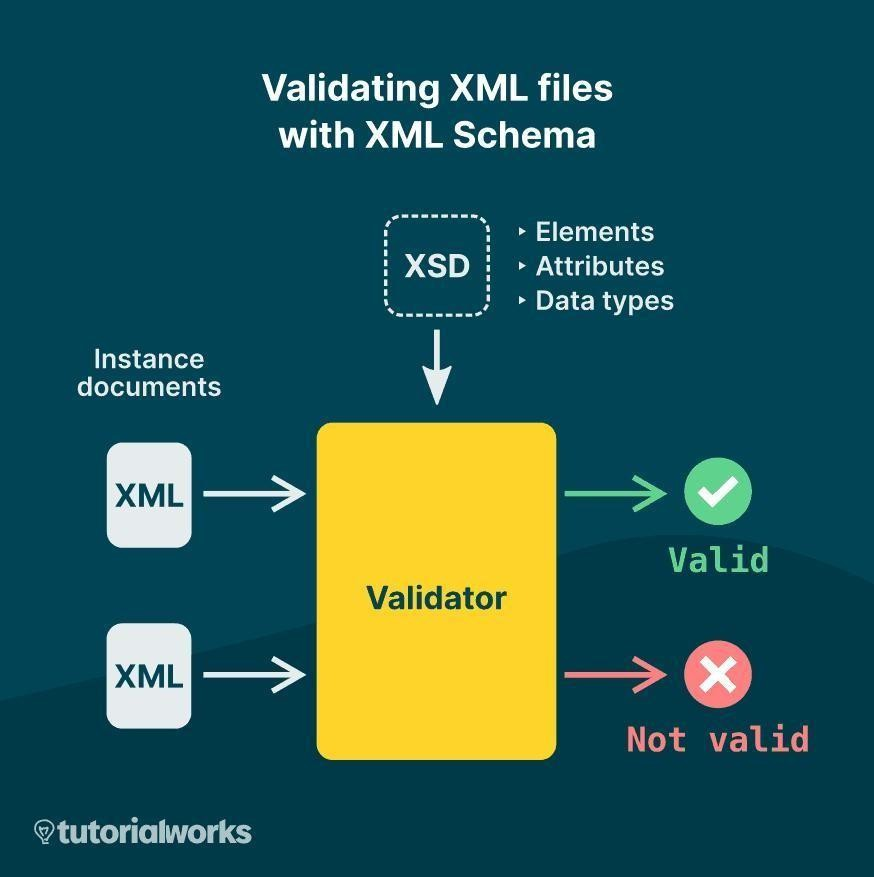 Validating XML files
with XML Schema
XSD
‣ Elements
‣ Attributes
‣ Data types
Instance
documents
XML
Valid
Validator
XML
Not valid
tutorialworks